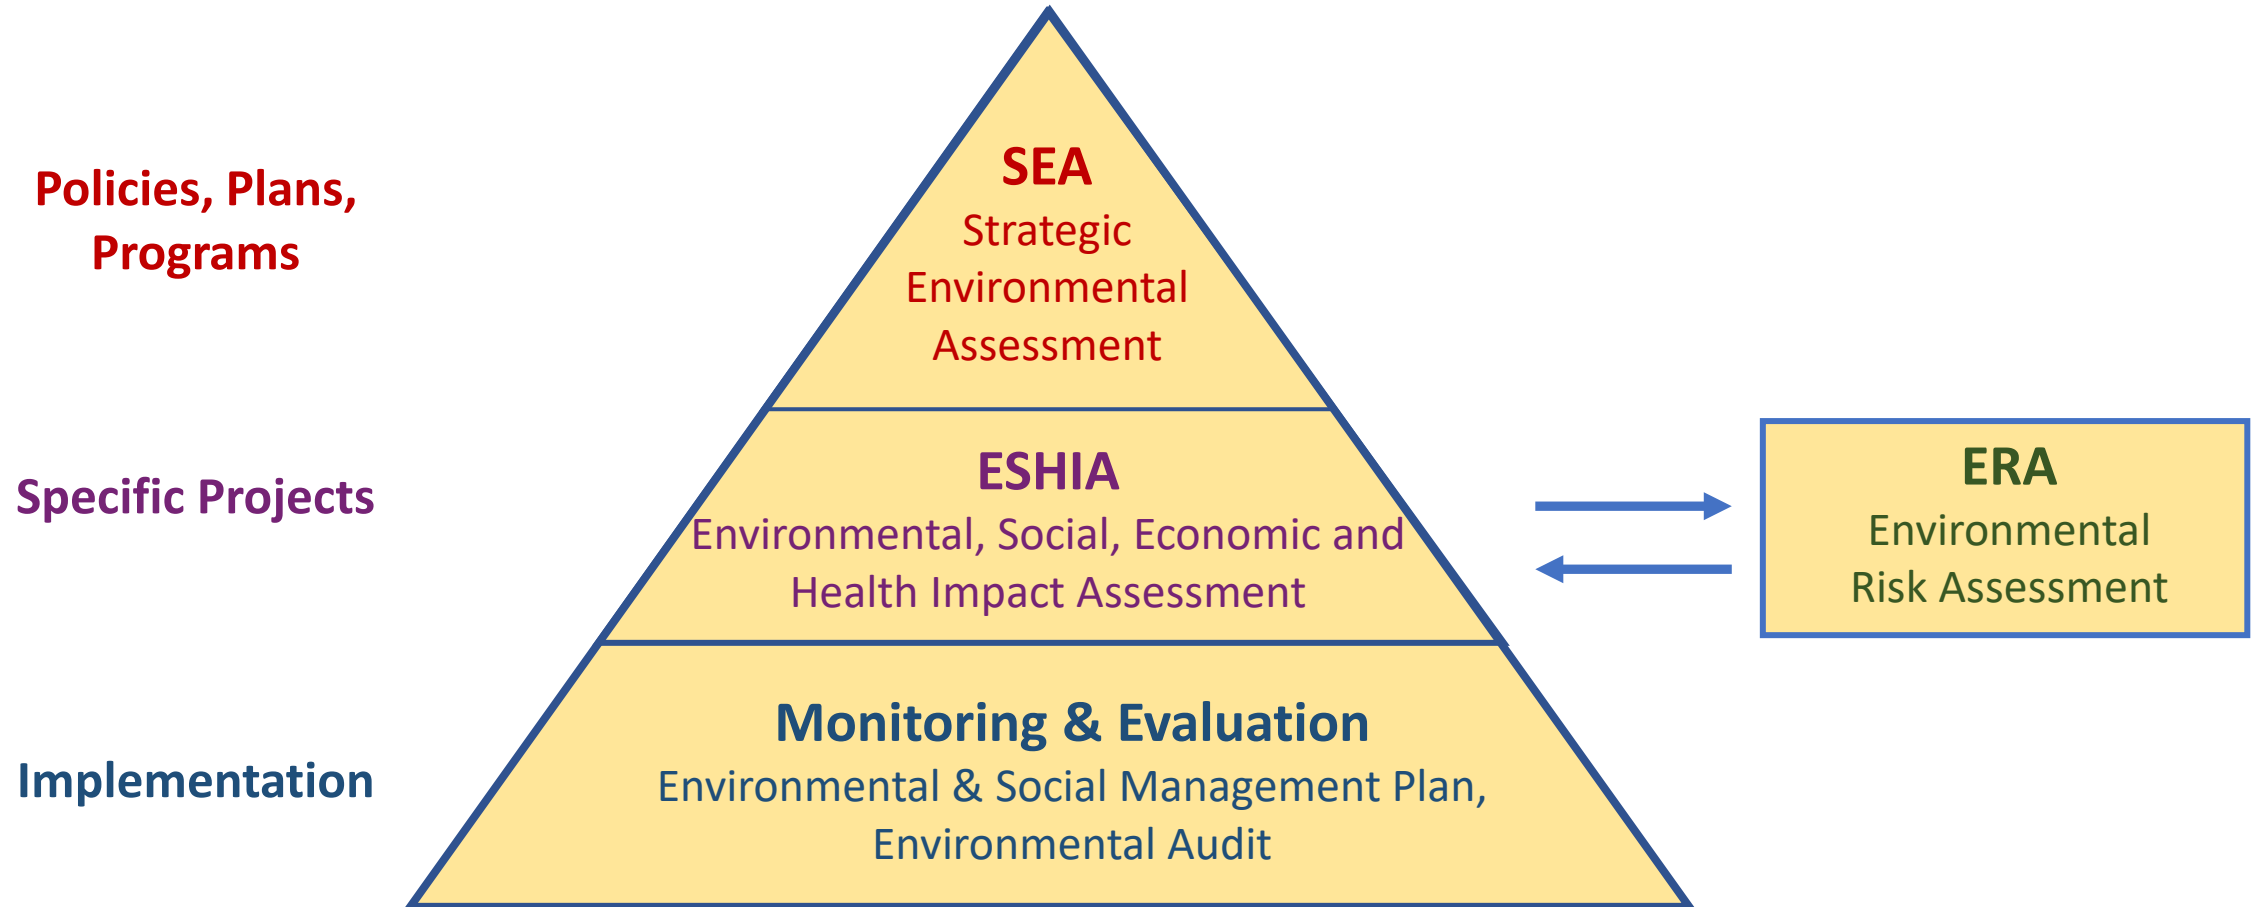 Policies, Plans,
Programs
SEA
Strategic
Environmental
Assessment
Specific Projects
ESHIA
Environmental, Social, Economic and
Health Impact Assessment
ERA
Environmental
Risk Assessment
Implementation
Monitoring & Evaluation
Environmental & Social Management Plan,
Environmental Audit